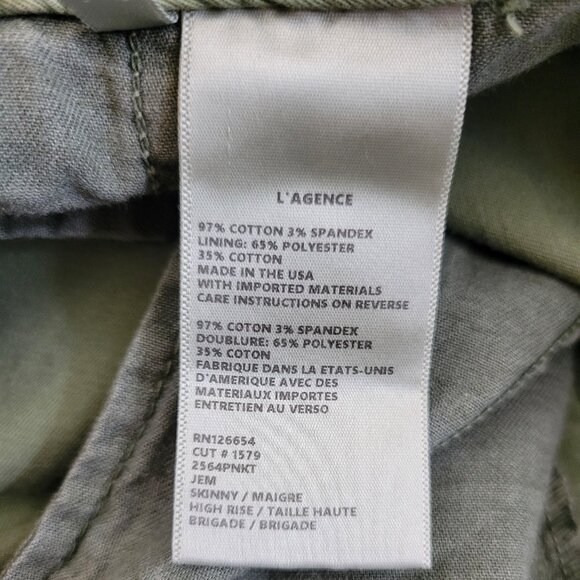 L'AGENCE
97% COTTON 3% SPANDEX
LINING: 65% POLYESTER
35% COTTON
MADE IN THE USA
WITH IMPORTED MATERIALS
CARE INSTRUCTIONS ON REVERSE
97% COTON 3% SPANDEX
DOUBLURE: 65% POLYESTER
35% COTON
FABRIQUE DANS LA ETATS-UNIS
D'AMERIQUE AVEC DES
MATERIAUX IMPORTES
ENTRETIEN AU VERSO
RN126654
CUT # 1579
2564PNKT
JEM
SKINNY / MAIGRE
HIGH RISE / TAILLE HAUTE
BRIGADE / BRIGADE